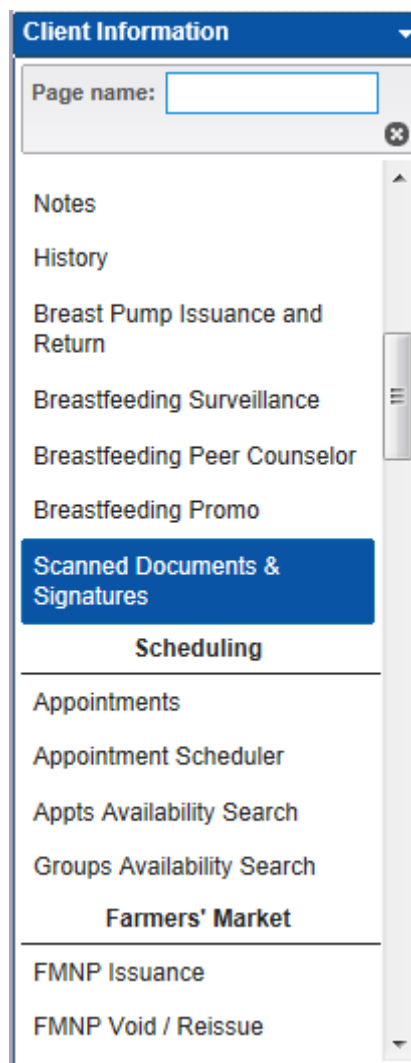 Client Information
Page name:
Notes
History
Breast Pump Issuance and
Return
Breastfeeding Surveillance
Breastfeeding Peer Counselor
Breastfeeding Promo
Scanned Documents &
Signatures
Scheduling
Appointments
Appointment Scheduler
Appts Availability Search
Groups Availability Search
Farmers' Market
FMNP Issuance
FMNP Void / Reissue